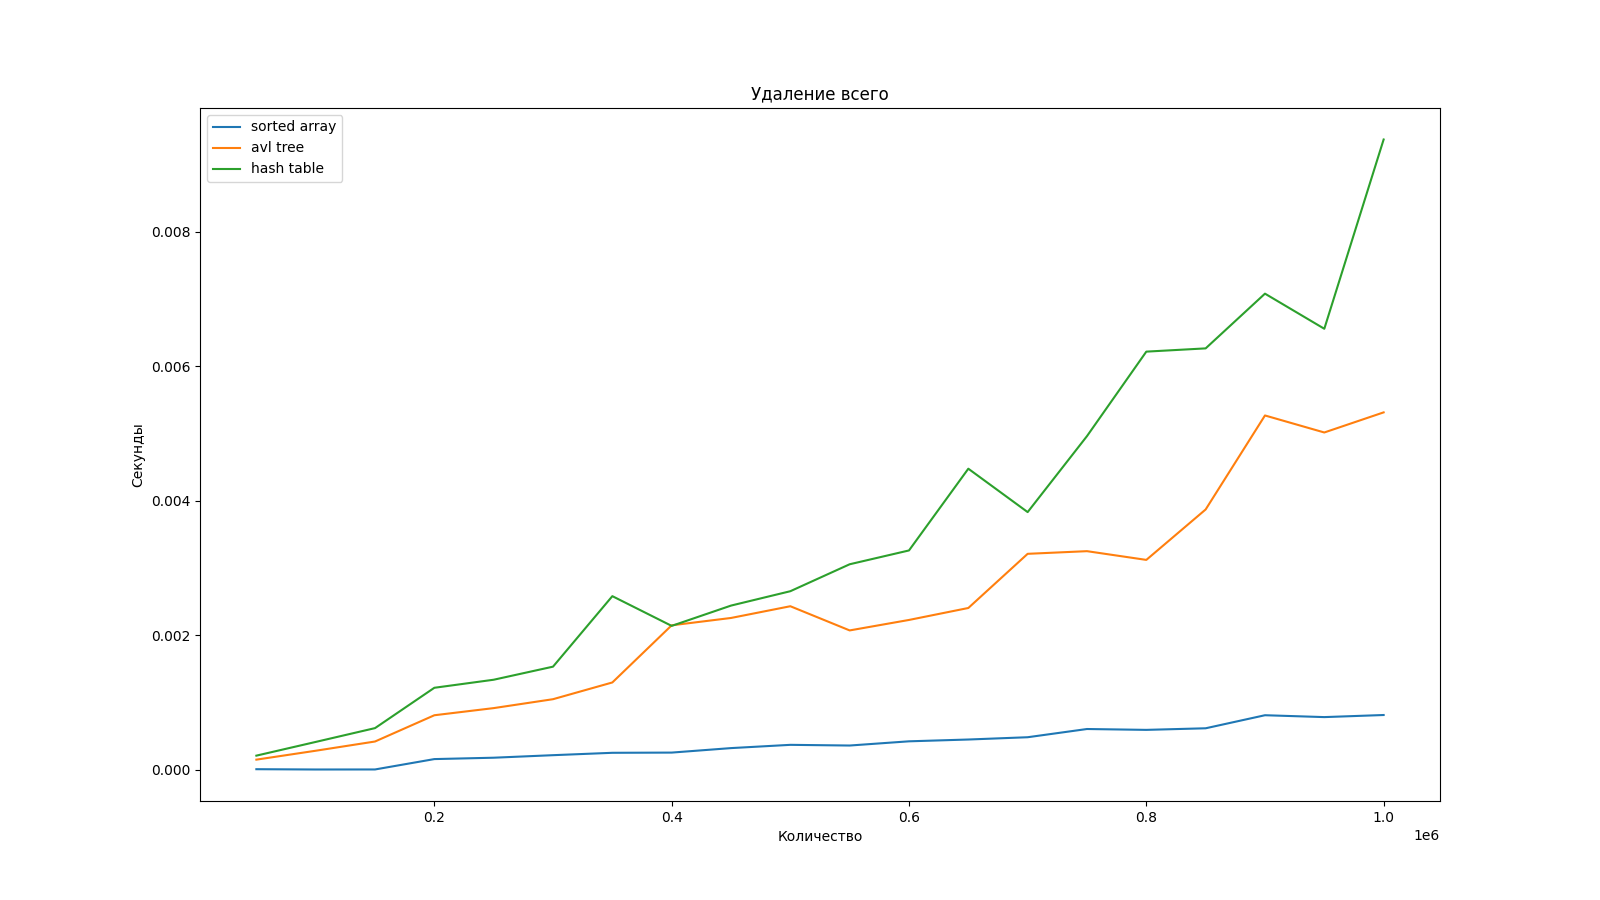 Удаление всего
sorted array
avl tree
hash table
0.008
0.006
0.004
0.002
0.000
Секунды
0.2 0.4 0.6 0.8 1.0
Количество
1e6